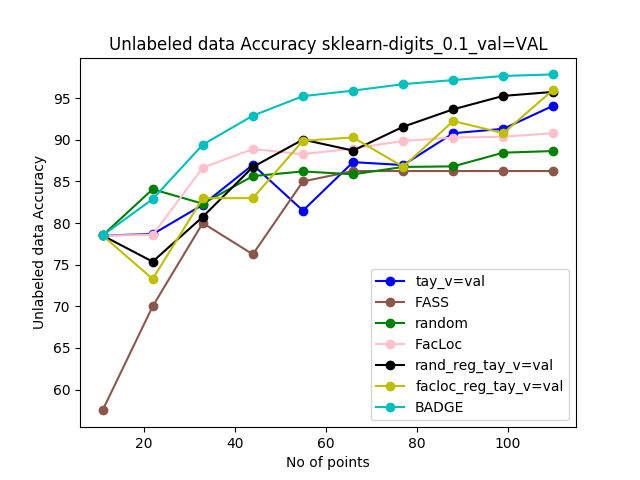 Unlabeled data Accuracy sklearn-digits_0.1_val=VAL
Unlabeled data Accuracy
95
90
85
80
75
70
65
60
20 40 60 80 100
No of points
tay_v=val
FASS
random
FacLoc
rand_reg_tay_v=val
facloc_reg_tay_v=val
BADGE